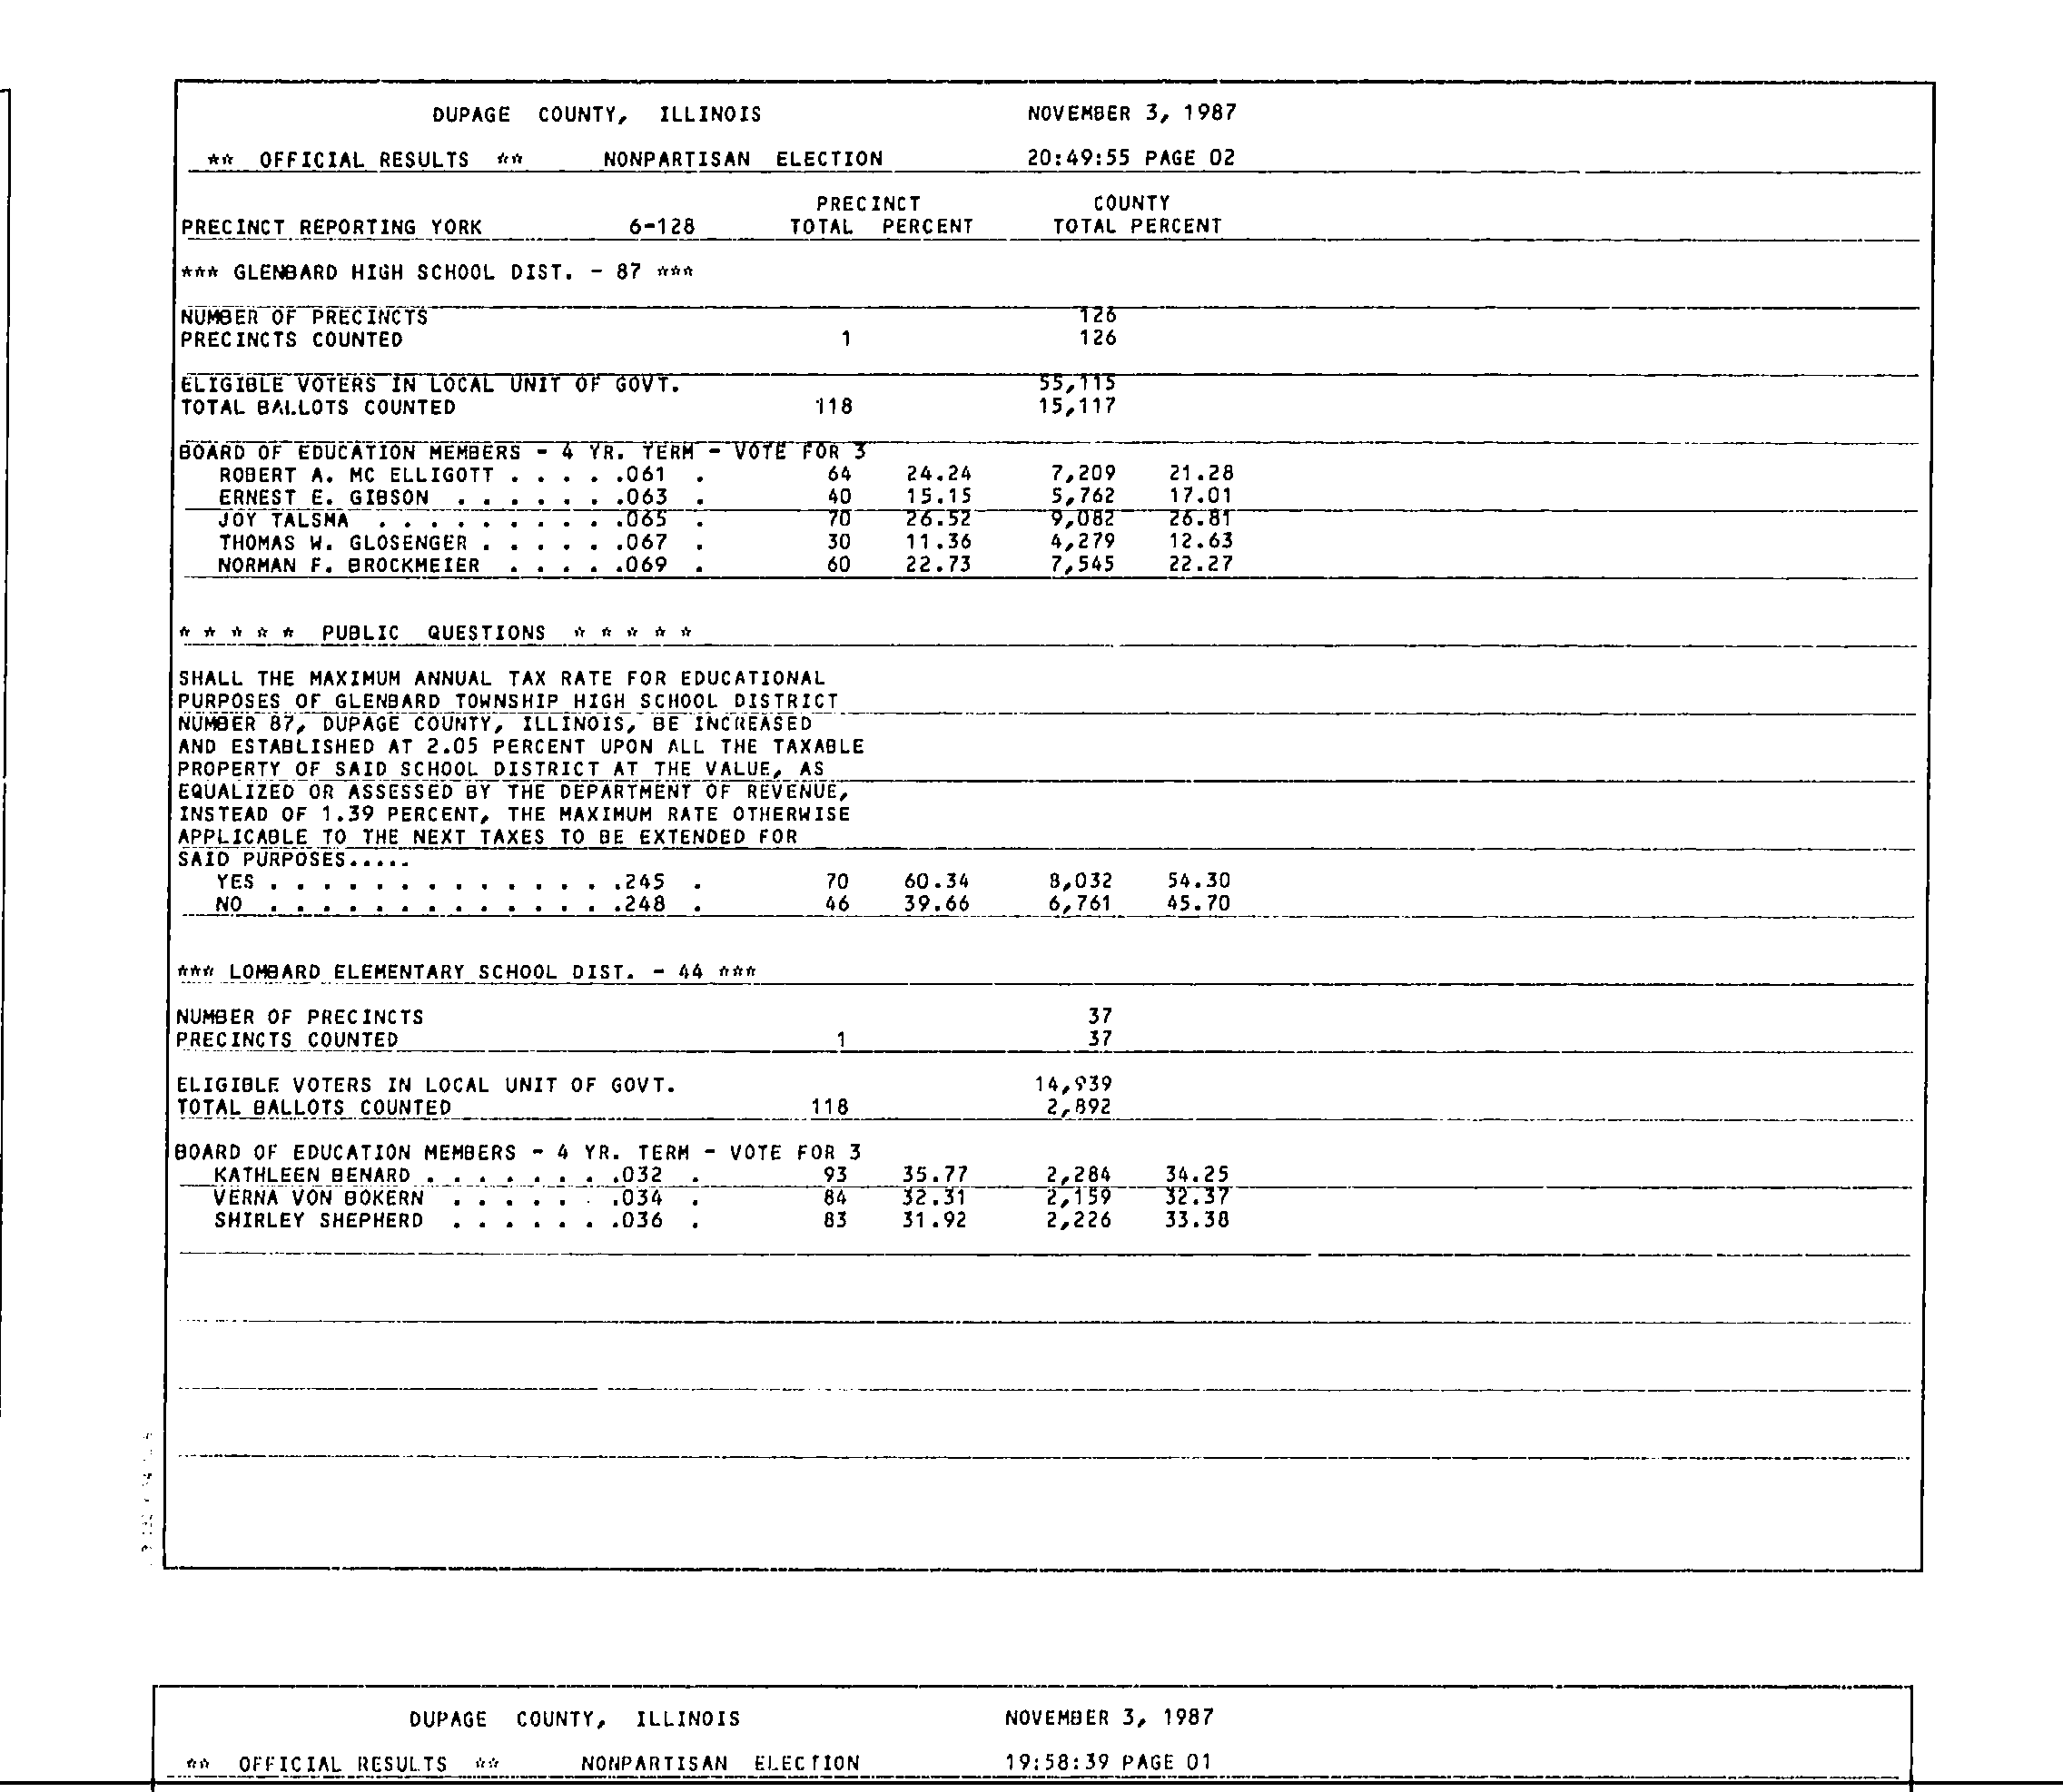 DUPAGE COUNTY, ILLINOIS NOVEMBER 3, 1987
** OFFICIAL RESULTS ** NONPARTISAN ELECTION 20:49:55 PAGE 02
PRECINCT COUNTY
PRECINCT REPORTING YORK 6-128 TOTAL PERCENT TOTAL PERCENT
*** GLENBARD HIGH SCHOOL DIST. - 87 ***
NUMBER OF PRECINCTS 126
PRECINCTS COUNTED 1 126
ELIGIBLE VOTERS IN LOCAL UNIT OF GOVT. 55,115
TOTAL BALLOTS COUNTED 118 15,117
BOARD OF EDUCATION MEMBERS - 4 YR. TERM - VOTE FOR 3
ROBERT A. MC ELLIGOTT . . . . .061 . 64 24.24 7,209 21.28
ERNEST E. GIBSON . . . . . . .063 . 40 15.15 5,762 17.01
JOY TALSMA . . . . . . . . . .065 . 70 26.52 9,082 26.81
THOMAS W. GLOSENGER . . . . . .067 . 30 11.36 4,279 12.63
NORMAN F. BROCKMEIER . . . . .069 . 60 22.73 7,545 22.27
* * * * * PUBLIC QUESTIONS * * * * *
SHALL THE MAXIMUM ANNUAL TAX RATE FOR EDUCATIONAL
PURPOSES OF GLENBARD TOWNSHIP HIGH SCHOOL DISTRICT
NUMBER 87, DUPAGE COUNTY, ILLINOIS, BE INCREASED
AND ESTABLISHED AT 2.05 PERCENT UPON ALL THE TAXABLE
PROPERTY OF SAID SCHOOL DISTRICT AT THE VALUE, AS
EQUALIZED OR ASSESSED BY THE DEPARTMENT OF REVENUE,
INSTEAD OF 1.39 PERCENT, THE MAXIMUM RATE OTHERWISE
APPLICABLE TO THE NEXT TAXES TO BE EXTENDED FOR
SAID PURPOSES.....
YES . . . . . . . . . . . . . .245 . 70 60.34 8,032 54.30
NO . . . . . . . . . . . . . .248 . 46 39.66 6,761 45.70
*** LOMBARD ELEMENTARY SCHOOL DIST. - 44 ***
NUMBER OF PRECINCTS 37
PRECINCTS COUNTED 1 37
ELIGIBLE VOTERS IN LOCAL UNIT OF GOVT. 14,939
TOTAL BALLOTS COUNTED 118 2,892
BOARD OF EDUCATION MEMBERS - 4 YR. TERM - VOTE FOR 3
KATHLEEN BENARD . . . . . . . .032 . 93 35.77 2,284 34.25
VERNA VON BOKERN . . . . . . .034 . 84 32.31 2,159 32.37
SHIRLEY SHEPHERD . . . . . . .036 . 83 31.92 2,226 33.38
DUPAGE COUNTY, ILLINOIS NOVEMBER 3, 1987
** OFFICIAL RESULTS ** NONPARTISAN ELECTION 19:58:39 PAGE 01